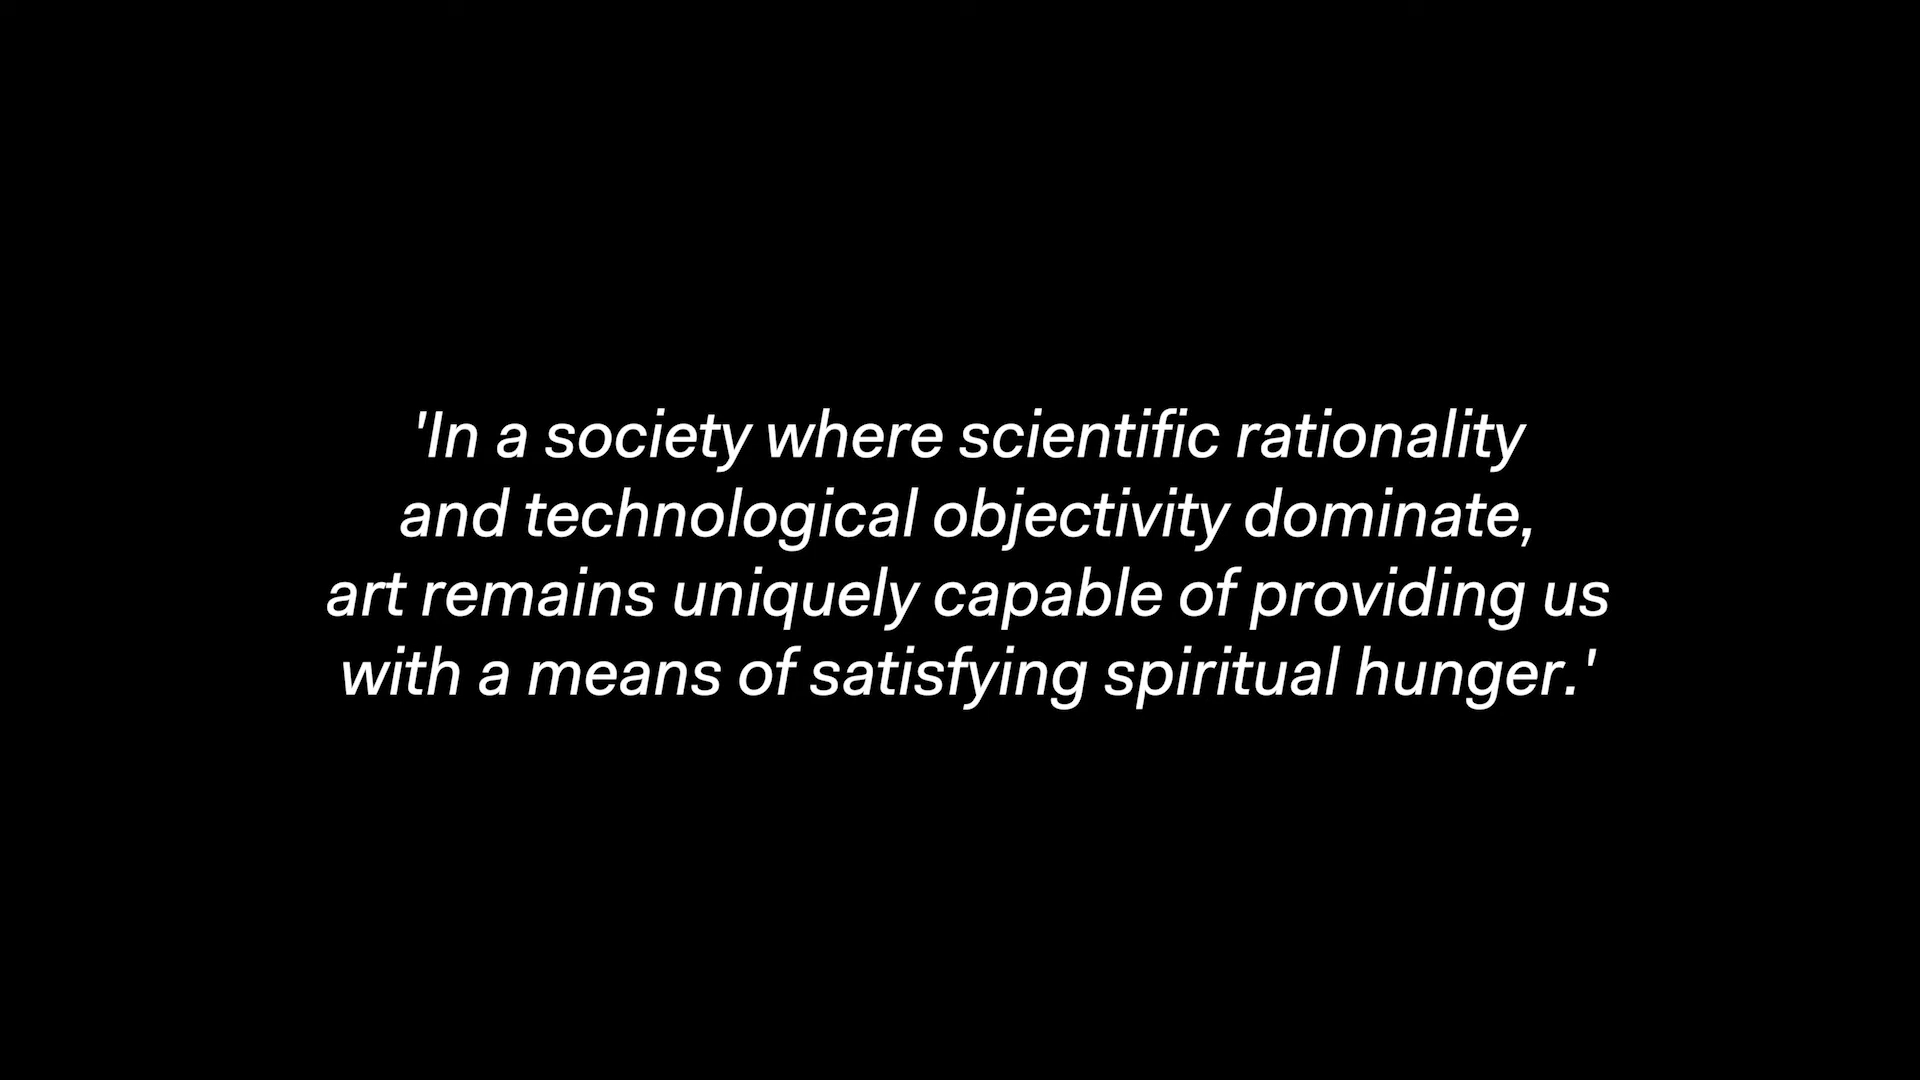 'In a society where scientific rationality
and technological objectivity dominate,
art remains uniquely capable of providing us
with a means of satisfying spiritual hunger.'